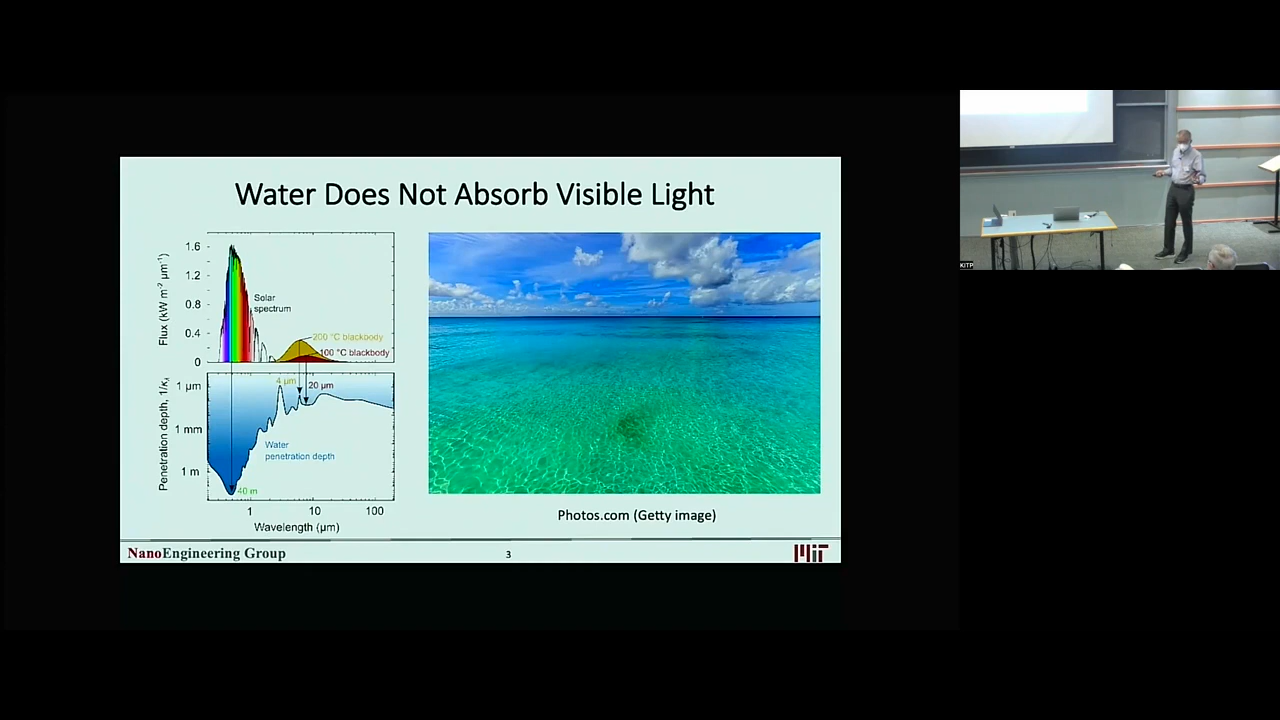 Water Does Not Absorb Visible Light
Flux (kW m⁻² μm⁻¹)
1.6
1.2
0.8
0.4
0
Solar
spectrum
200 °C blackbody
100 °C blackbody
Penetration depth, 1/κλ
1 μm
1 mm
1 m
4 μm
20 μm
Water
penetration depth
40 m
1
10
100
Wavelength (μm)
Photos.com (Getty image)
NanoEngineering Group
3
MIT
KITP